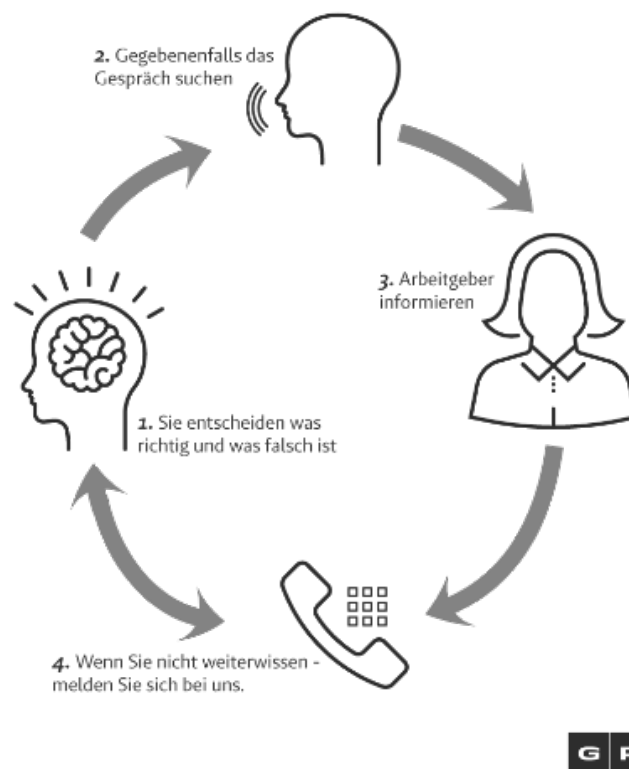 2. Gegebenenfalls das
Gespräch suchen
3. Arbeitgeber
informieren
1. Sie entscheiden was
richtig und was falsch ist
4. Wenn Sie nicht weiterwissen -
melden Sie sich bei uns.
G